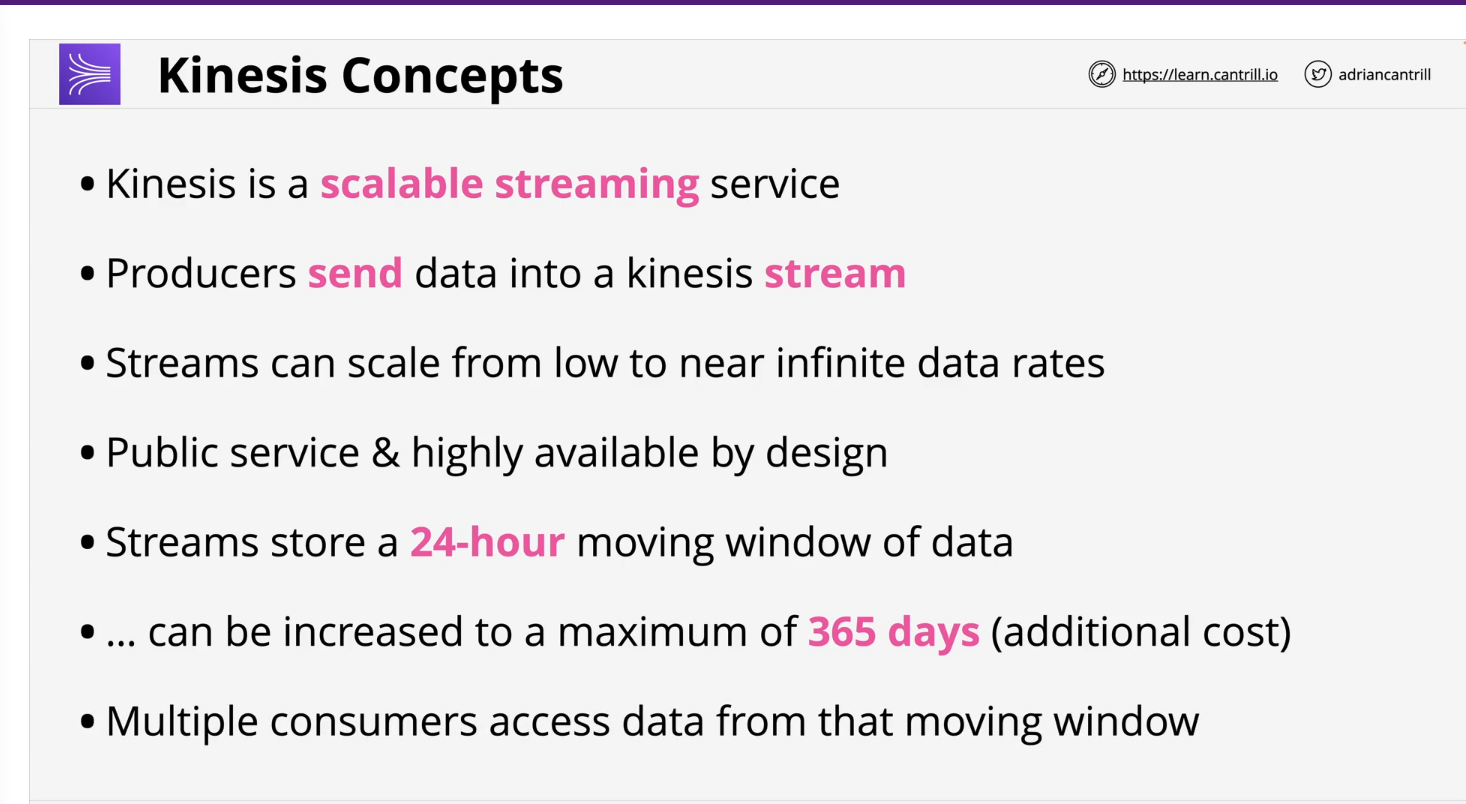 Kinesis Concepts
https://learn.cantrill.io
adriancantrill
• Kinesis is a scalable streaming service
• Producers send data into a kinesis stream
• Streams can scale from low to near infinite data rates
• Public service & highly available by design
• Streams store a 24-hour moving window of data
• ... can be increased to a maximum of 365 days (additional cost)
• Multiple consumers access data from that moving window